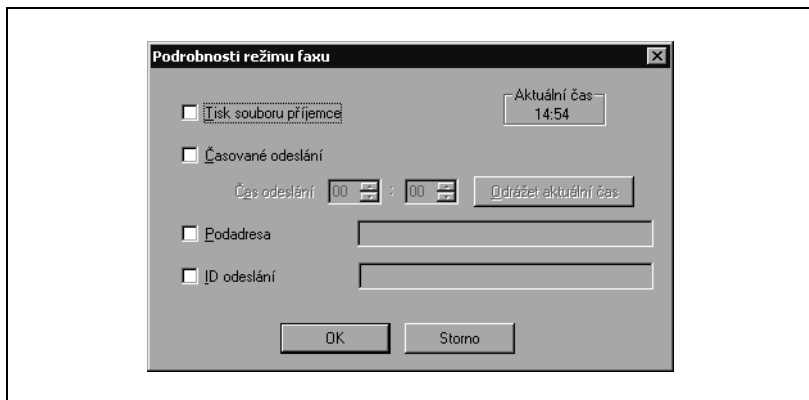 Podrobnosti režimu faxu
Tisk souboru příjemce
Aktuální čas
14:54
Časované odeslání
Čas odeslání 00 : 00 Odrážet aktuální čas
Podadresa
ID odeslání
OK Storno